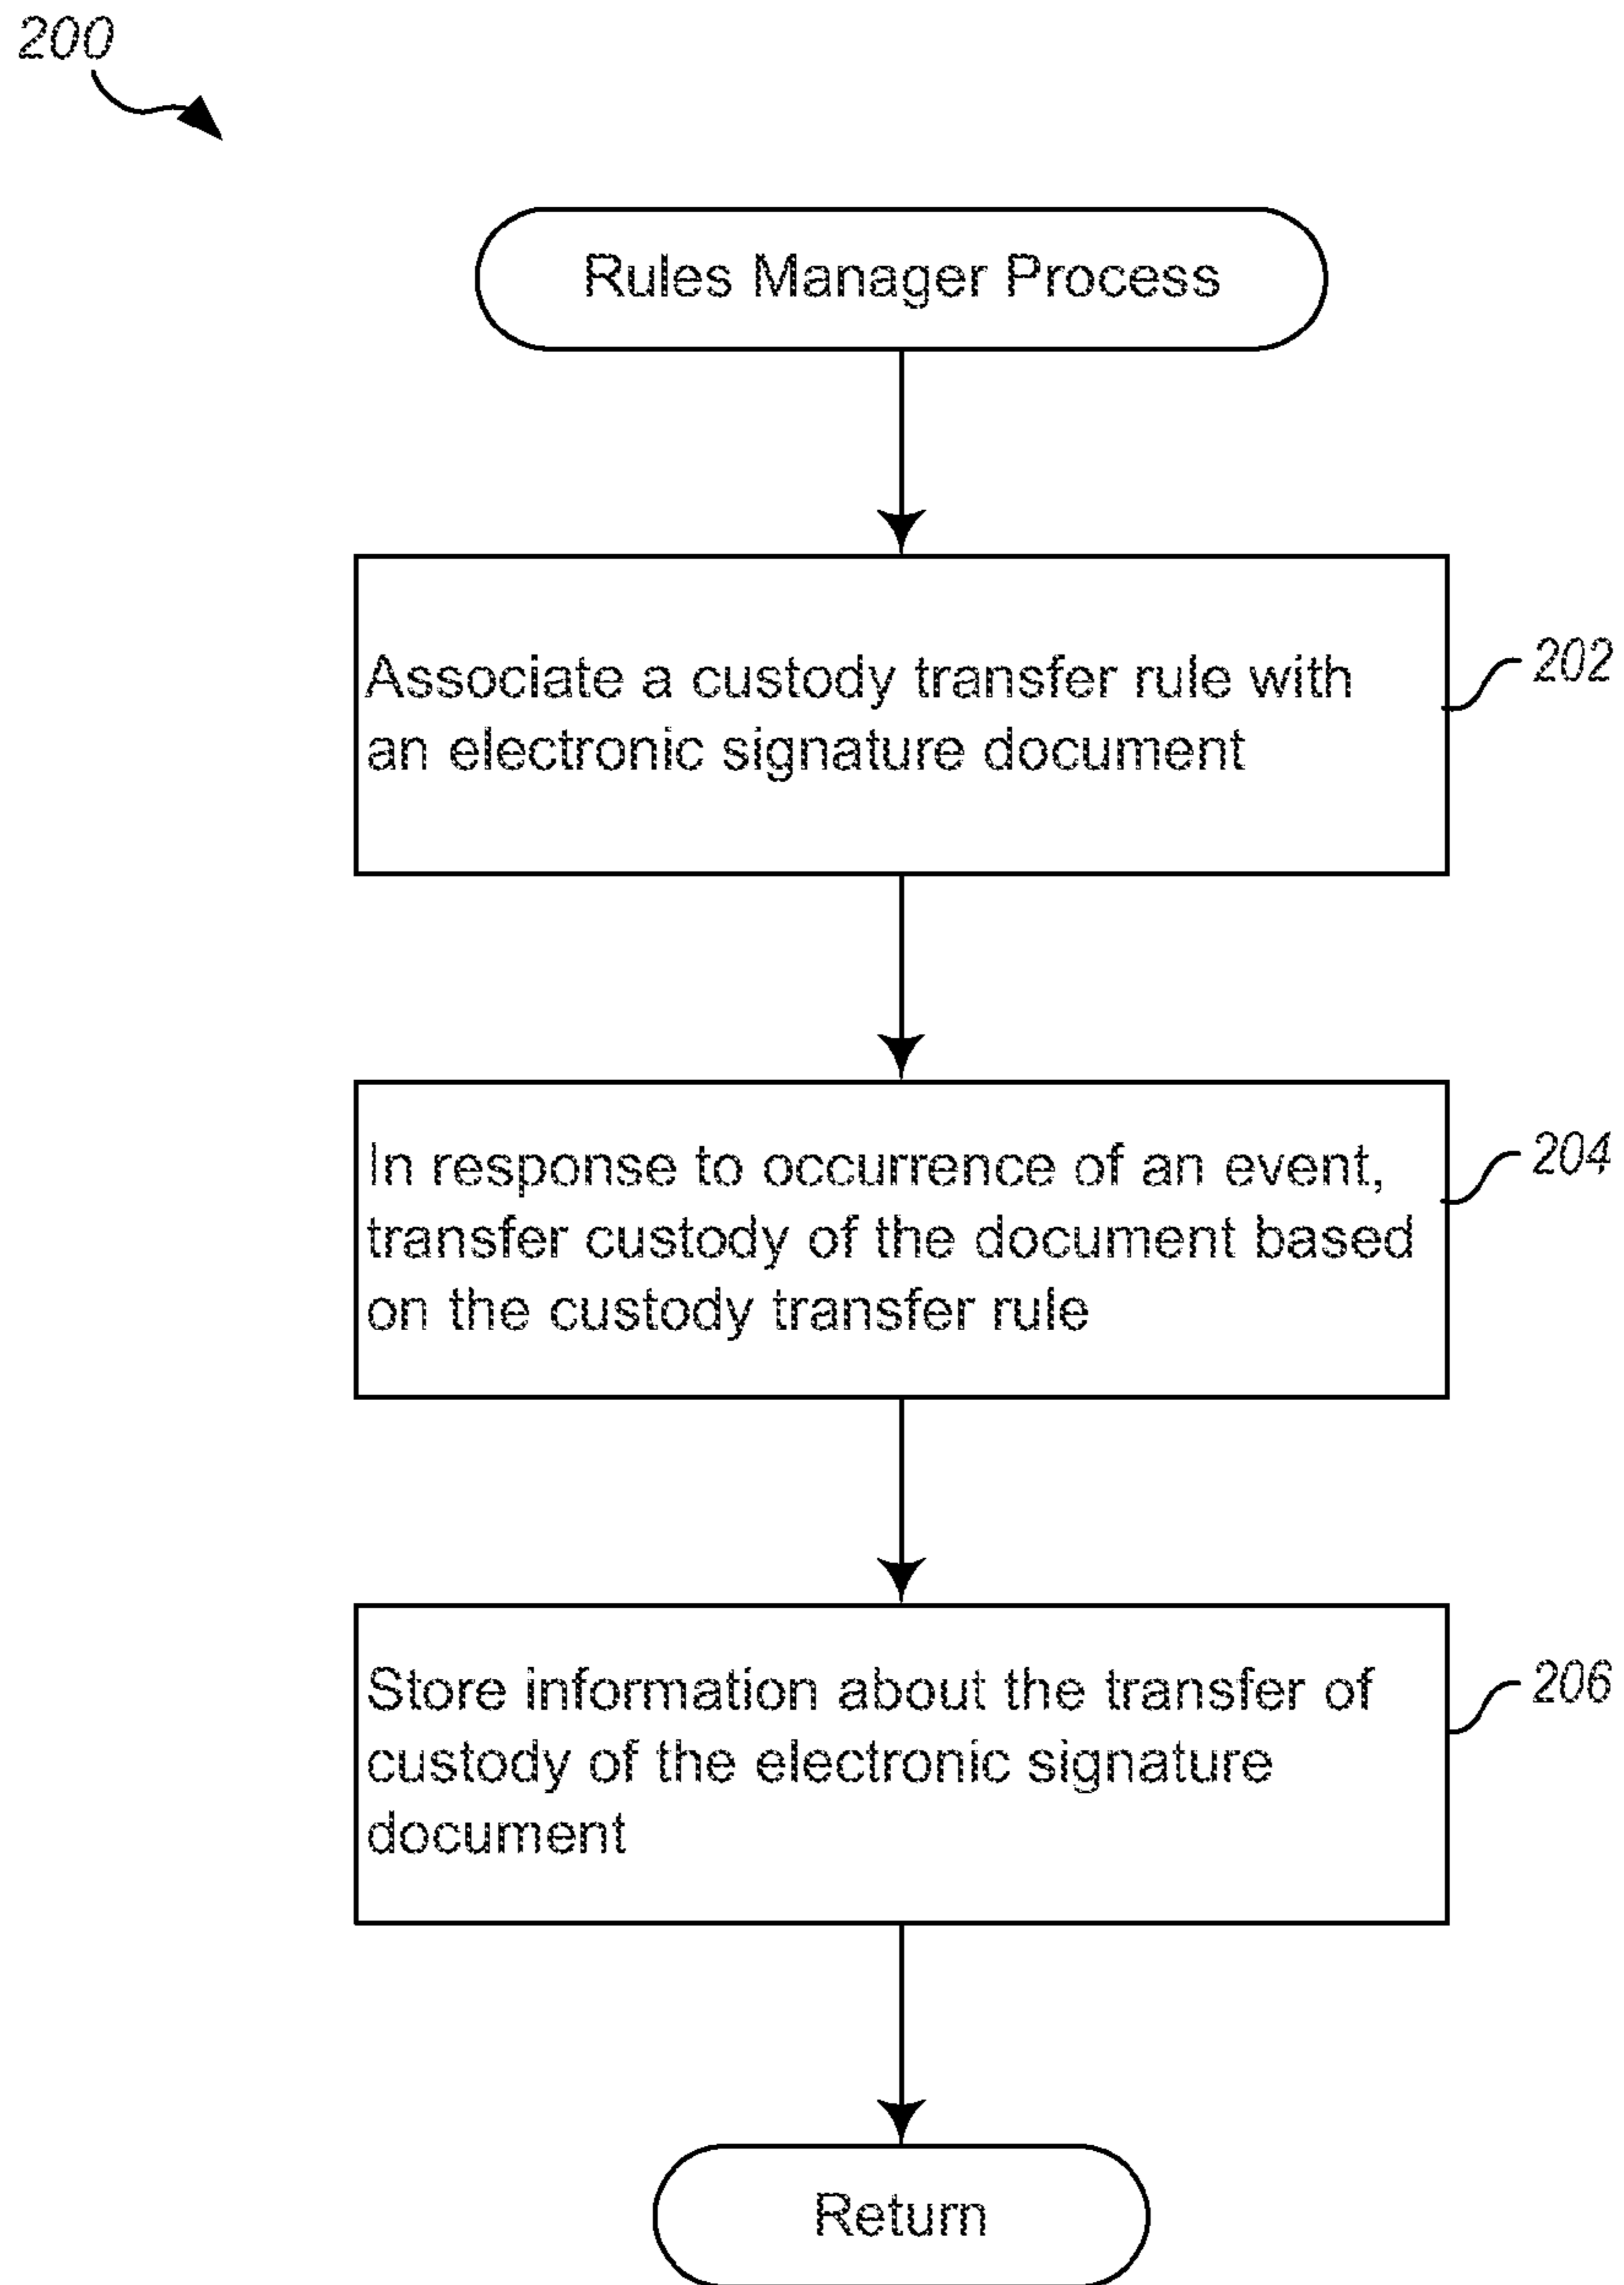 200
Rules Manager Process
Associate a custody transfer rule with
an electronic signature document
202
In response to occurrence of an event,
transfer custody of the document based
on the custody transfer rule
204
Store information about the transfer of
custody of the electronic signature
document
206
Return